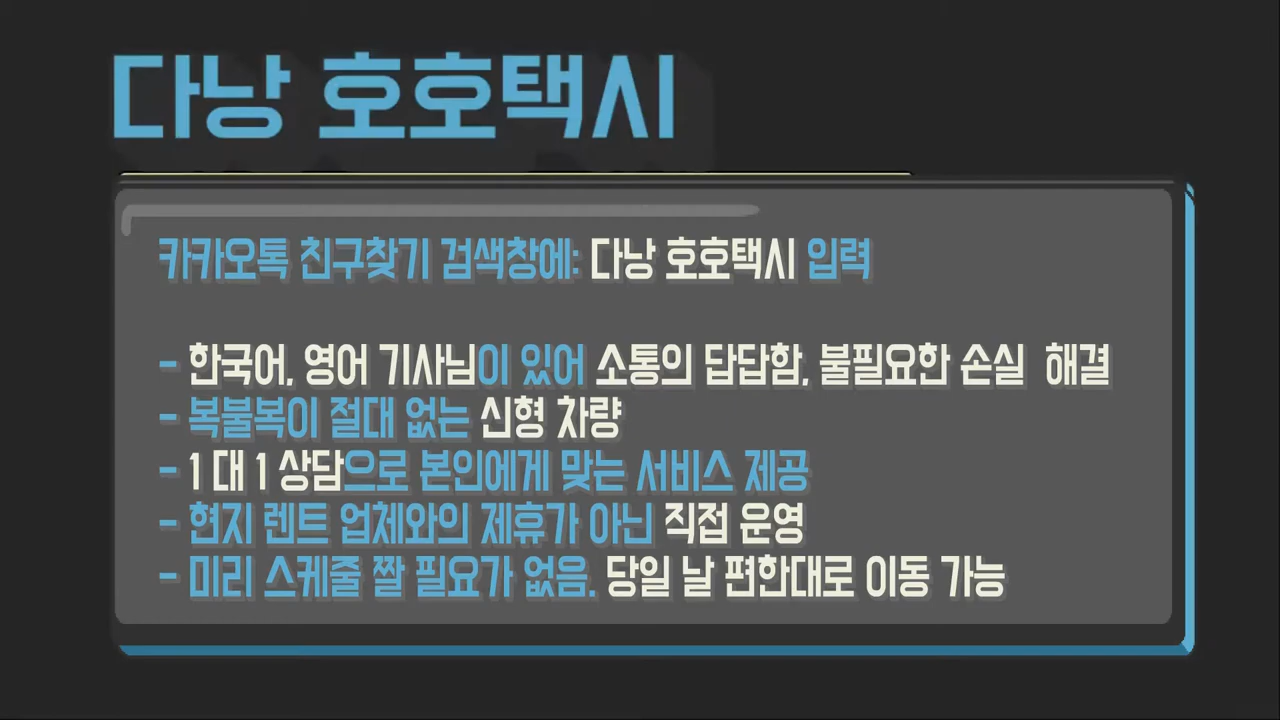 다낭 호호택시
카카오톡 친구찾기 검색창에: 다낭 호호택시 입력
- 한국어, 영어 기사님이 있어 소통의 답답함, 불필요한 손실 해결
- 복불복이 절대 없는 신형 차량
- 1 대 1 상담으로 본인에게 맞는 서비스 제공
- 현지 렌트 업체와의 제휴가 아닌 직접 운영
- 미리 스케줄 짤 필요가 없음. 당일 날 편한대로 이동 가능